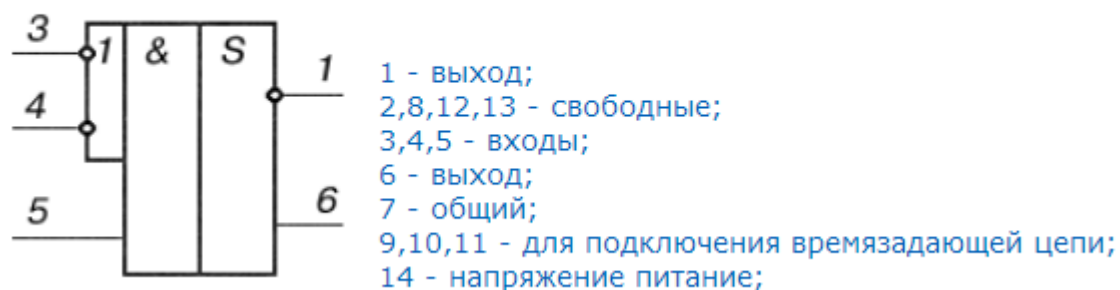 3
4
5
1
&
S
1
6
1 - выход;
2,8,12,13 - свободные;
3,4,5 - входы;
6 - выход;
7 - общий;
9,10,11 - для подключения времязадающей цепи;
14 - напряжение питание;